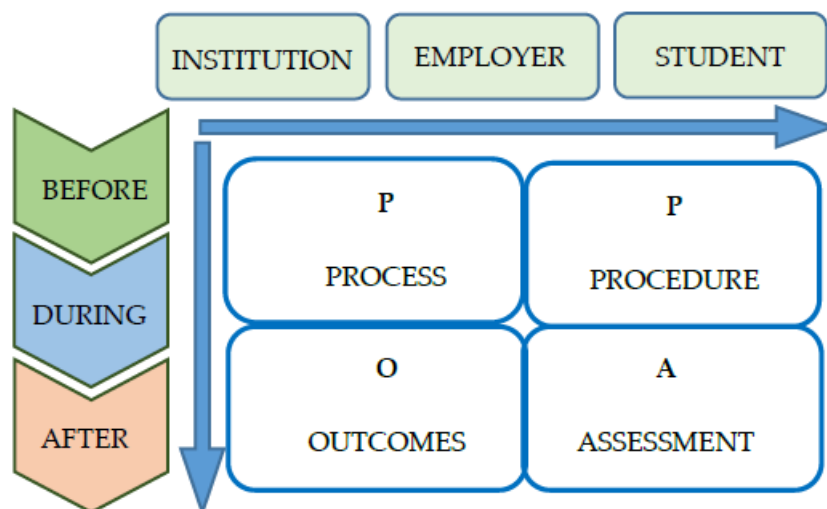 INSTITUTION
EMPLOYER
STUDENT
BEFORE
DURING
AFTER
P
PROCESS
P
PROCEDURE
O
OUTCOMES
A
ASSESSMENT